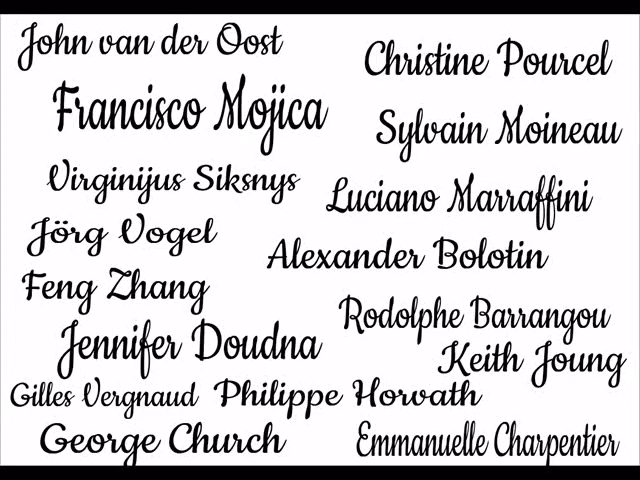 John van der Oost
Christine Pourcel
Francisco Mojica
Sylvain Moineau
Virginijus Siksnys
Luciano Marraffini
Jörg Vogel
Alexander Bolotin
Feng Zhang
Rodolphe Barrangou
Jennifer Doudna
Keith Joung
Gilles Vergnaud
Philippe Horvath
George Church
Emmanuelle Charpentier